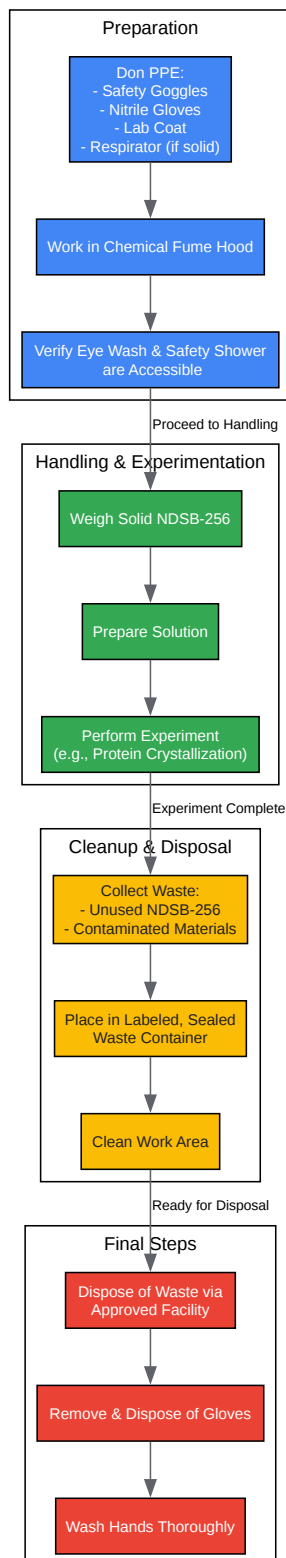 Preparation
Don PPE:
- Safety Goggles
- Nitrile Gloves
- Lab Coat
- Respirator (if solid)
Work in Chemical Fume Hood
Verify Eye Wash & Safety Shower
are Accessible
Proceed to Handling
Handling & Experimentation
Weigh Solid NDSB-256
Prepare Solution
Perform Experiment
(e.g., Protein Crystallization)
Experiment Complete
Cleanup & Disposal
Collect Waste:
- Unused NDSB-256
- Contaminated Materials
Place in Labeled, Sealed
Waste Container
Clean Work Area
Ready for Disposal
Final Steps
Dispose of Waste via
Approved Facility
Remove & Dispose of Gloves
Wash Hands Thoroughly